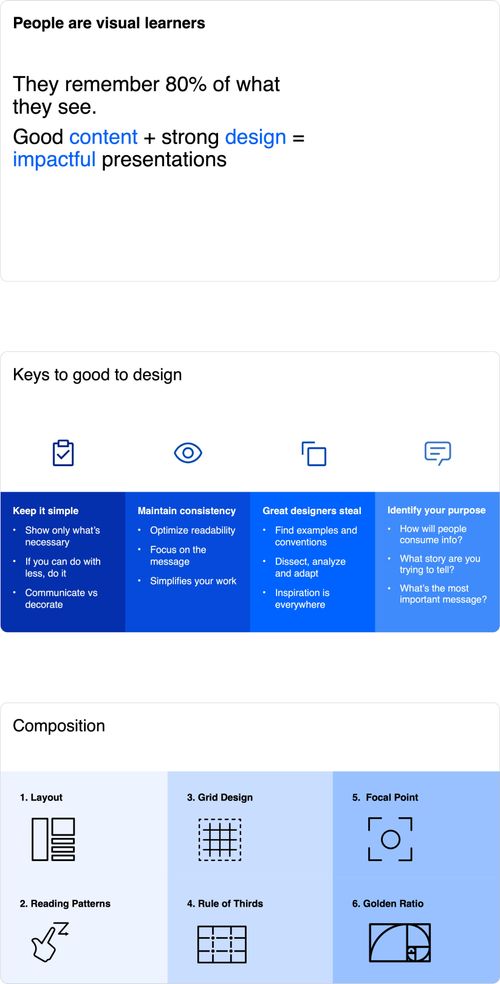 People are visual learners
They remember 80% of what
they see.
Good content + strong design =
impactful presentations
Keys to good to design
Keep it simple
• Show only what's
necessary
• If you can do with
less, do it
• Communicate vs
decorate
Maintain consistency
• Optimize readability
• Focus on the
message
• Simplifies your work
Great designers steal
• Find examples and
conventions
• Dissect, analyze
and adapt
• Inspiration is
everywhere
Identify your purpose
• How will people
consume info?
• What story are you
trying to tell?
• What's the most
important message?
Composition
1. Layout
2. Reading Patterns
Z
3. Grid Design
4. Rule of Thirds
5. Focal Point
6. Golden Ratio